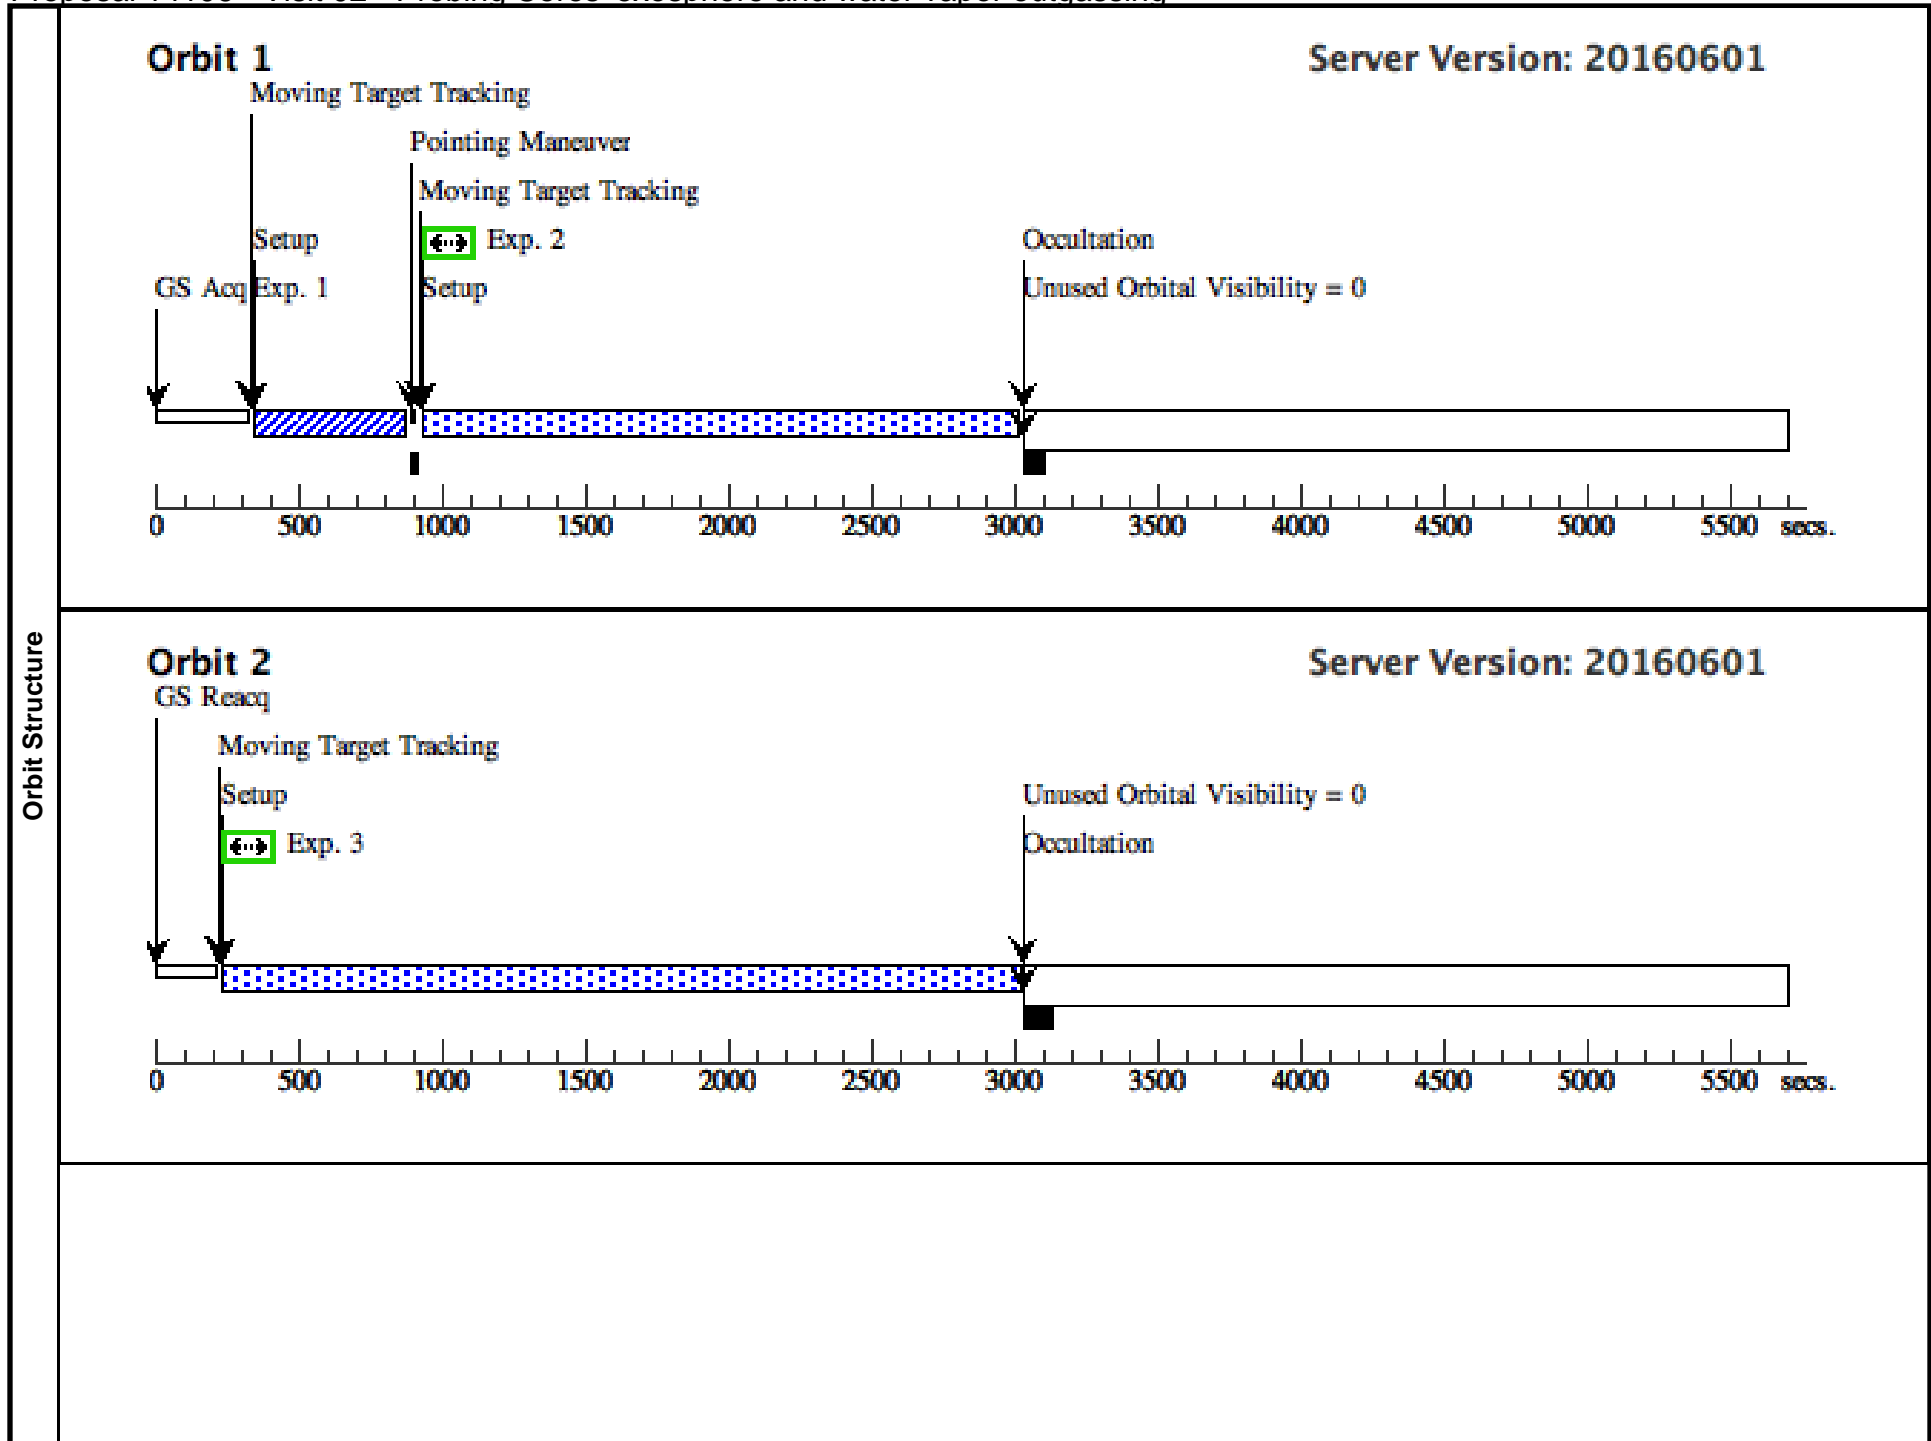 Orbit Structure
Orbit 1
Server Version: 20160601
Moving Target Tracking
Pointing Maneuver
Moving Target Tracking
Setup
Exp. 2
Occultation
GS Acq
Exp. 1
Setup
Unused Orbital Visibility = 0
0 500 1000 1500 2000 2500 3000 3500 4000 4500 5000 5500 secs.
Orbit 2
Server Version: 20160601
GS Reacq
Moving Target Tracking
Setup
Unused Orbital Visibility = 0
Exp. 3
Occultation
0 500 1000 1500 2000 2500 3000 3500 4000 4500 5000 5500 secs.